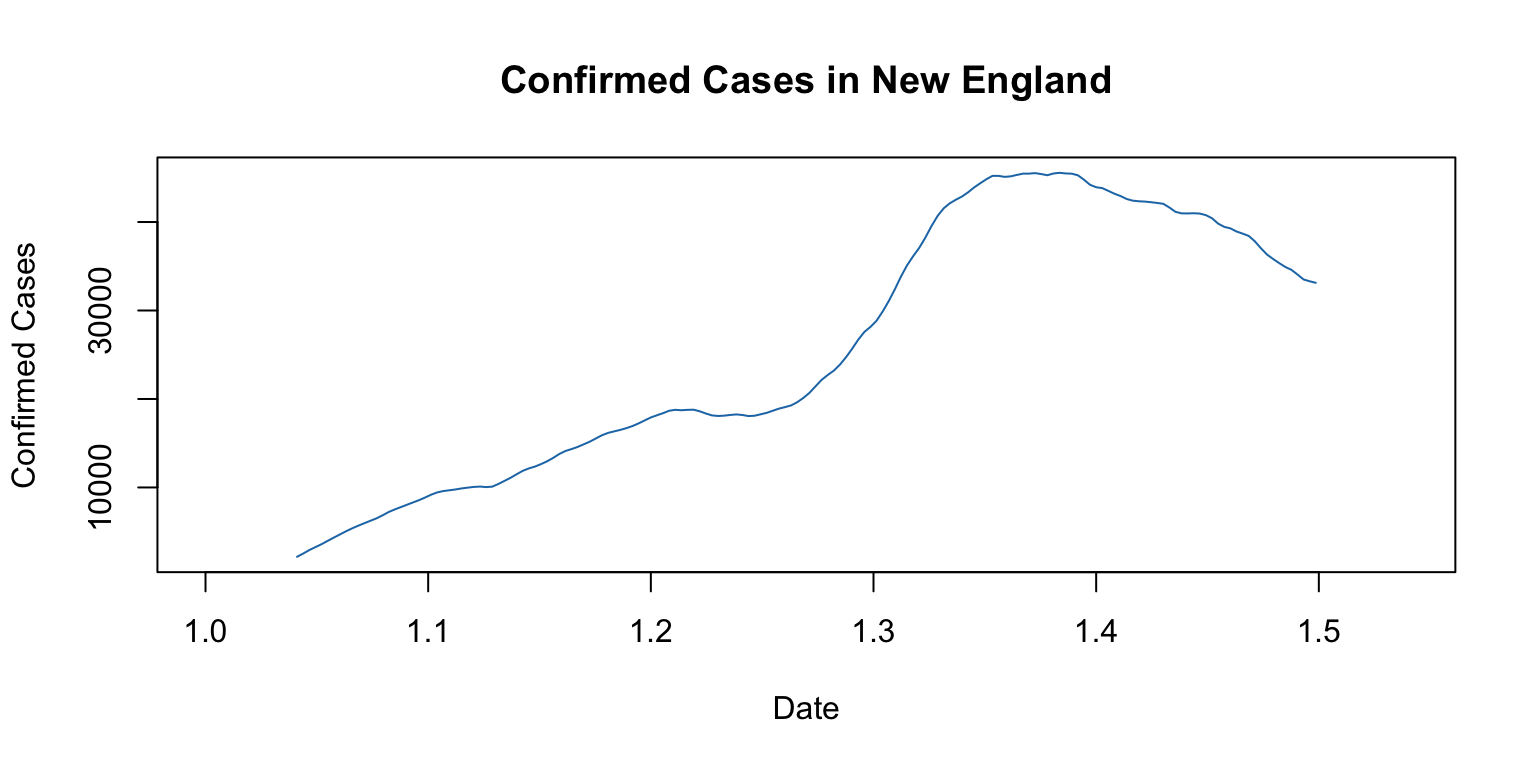 Confirmed Cases in New England
Confirmed Cases
30000
10000
1.0 1.1 1.2 1.3 1.4 1.5
Date